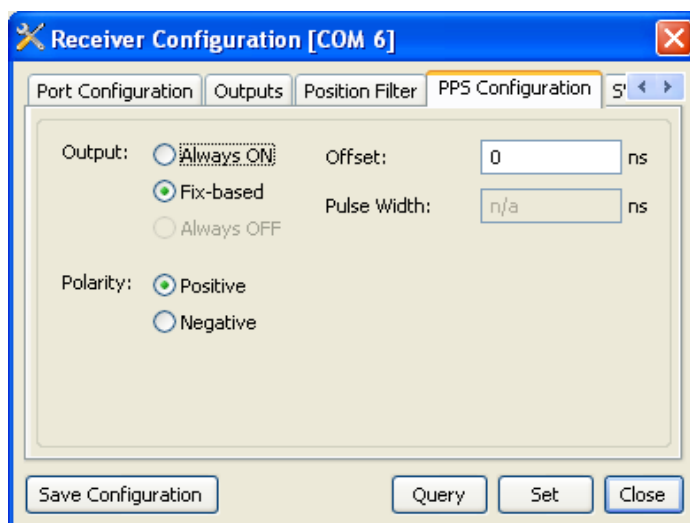 Receiver Configuration [COM 6]
Port Configuration Outputs Position Filter PPS Configuration
Output: Always ON Offset: 0 ns
Fix-based Pulse Width: n/a ns
Always OFF
Polarity: Positive
Negative
Save Configuration Query Set Close